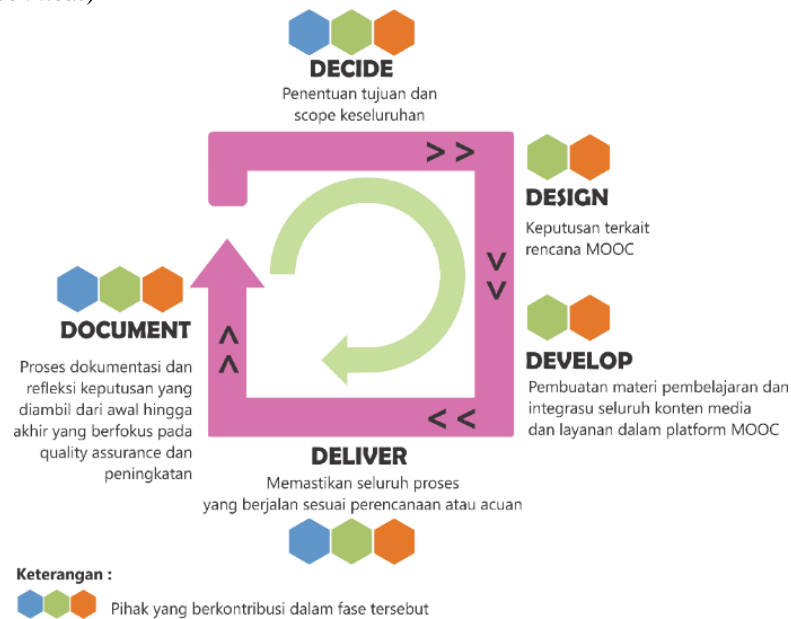 DECIDE
Penentuan tujuan dan
scope keseluruhan
> >
DESIGN
Keputusan terkait
rencana MOOC
> >
DEVELOP
Pembuatan materi pembelajaran dan
integrasu seluruh konten media
dan layanan dalam platform MOOC
< <
DELIVER
Memastikan seluruh proses
yang berjalan sesuai perencanaan atau acuan
DOCUMENT
Proses dokumentasi dan
refleksi keputusan yang
diambil dari awal hingga
akhir yang berfokus pada
quality assurance dan
peningkatan
< <
Keterangan :
Pihak yang berkontribusi dalam fase tersebut